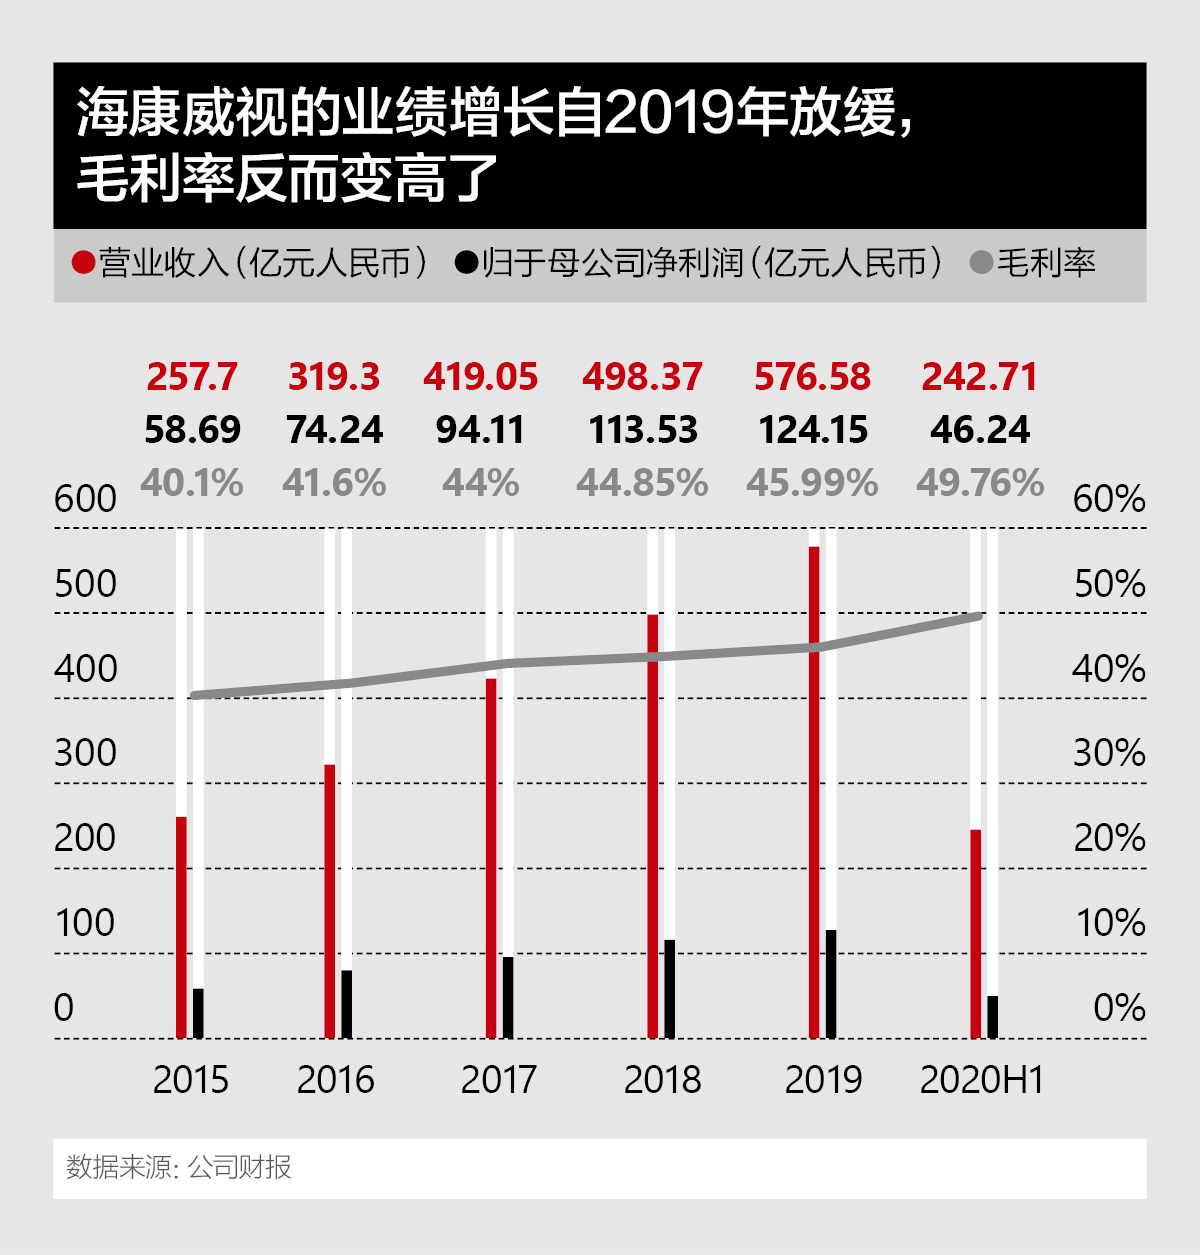 海康威视的业绩增长自2019年放缓，
毛利率反而变高了
营业收入（亿元人民币） 归于母公司净利润（亿元人民币） 毛利率
257.7 319.3 419.05 498.37 576.58 242.71
58.69 74.24 94.11 113.53 124.15 46.24
40.1% 41.6% 44% 44.85% 45.99% 49.76%
600 60%
500 50%
400 40%
300 30%
200 20%
100 10%
0 0%
2015 2016 2017 2018 2019 2020H1
数据来源：公司财报